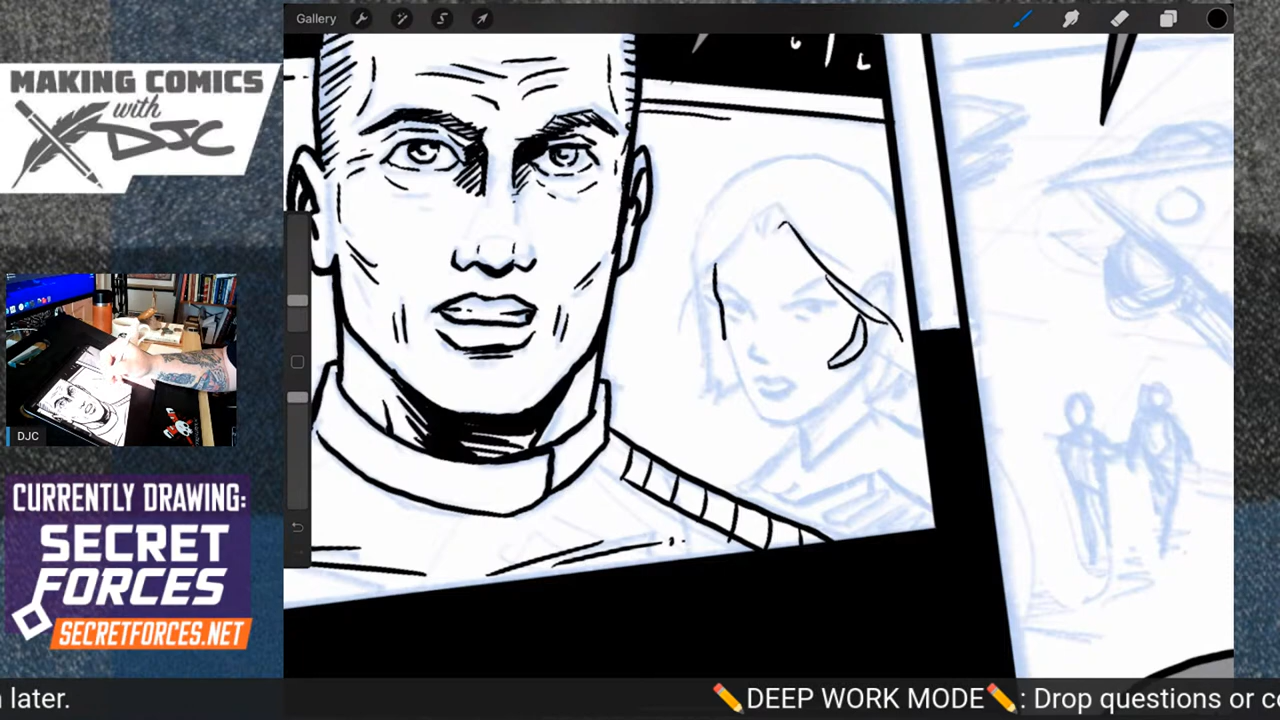 Gallery
MAKING COMICS
with
DJC
DJC
CURRENTLY DRAWING:
SECRET
FORCES
SECRETFORCES.NET
later.
✏️DEEP WORK MODE✏️: Drop questions or